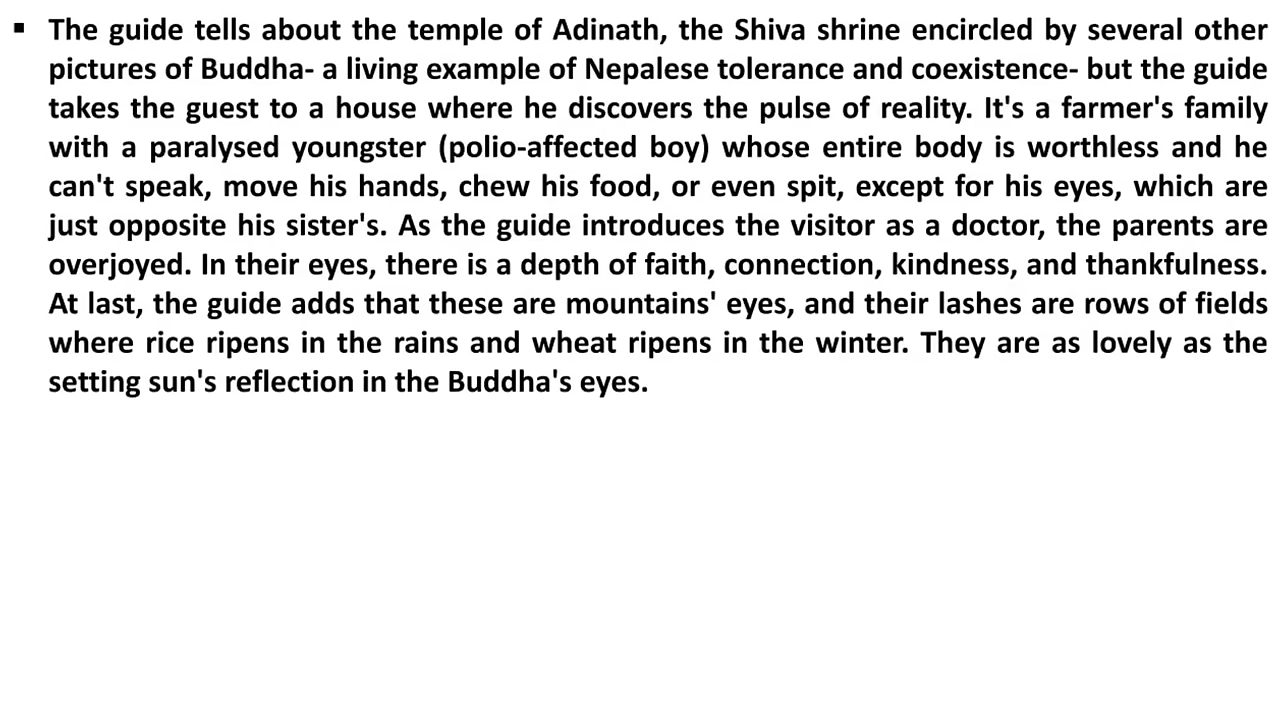 ▪ The guide tells about the temple of Adinath, the Shiva shrine encircled by several other
pictures of Buddha- a living example of Nepalese tolerance and coexistence- but the guide
takes the guest to a house where he discovers the pulse of reality. It's a farmer's family
with a paralysed youngster (polio-affected boy) whose entire body is worthless and he
can't speak, move his hands, chew his food, or even spit, except for his eyes, which are
just opposite his sister's. As the guide introduces the visitor as a doctor, the parents are
overjoyed. In their eyes, there is a depth of faith, connection, kindness, and thankfulness.
At last, the guide adds that these are mountains' eyes, and their lashes are rows of fields
where rice ripens in the rains and wheat ripens in the winter. They are as lovely as the
setting sun's reflection in the Buddha's eyes.